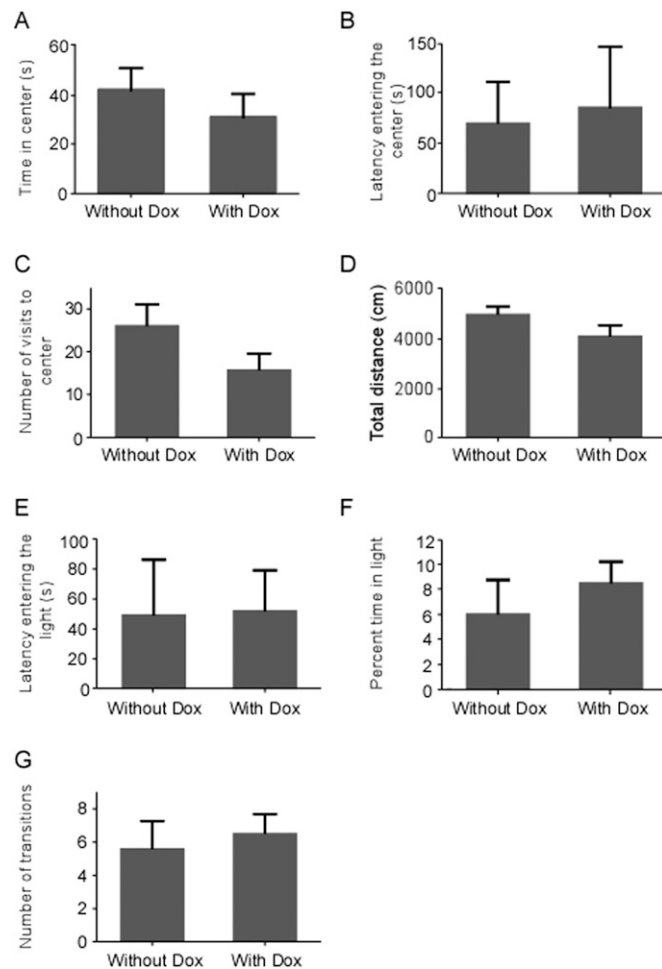 A
Time in center (s)
60
40
20
0
Without Dox
With Dox
B
Latency entering the
center (s)
150
100
50
0
Without Dox
With Dox
C
Number of visits to
center
30
20
10
0
Without Dox
With Dox
D
Total distance (cm)
6000
4000
2000
0
Without Dox
With Dox
E
Latency entering the
light (s)
100
80
60
40
20
0
Without Dox
With Dox
F
Percent time in light
12
10
8
6
4
2
0
Without Dox
With Dox
G
Number of transitions
8
6
4
2
0
Without Dox
With Dox